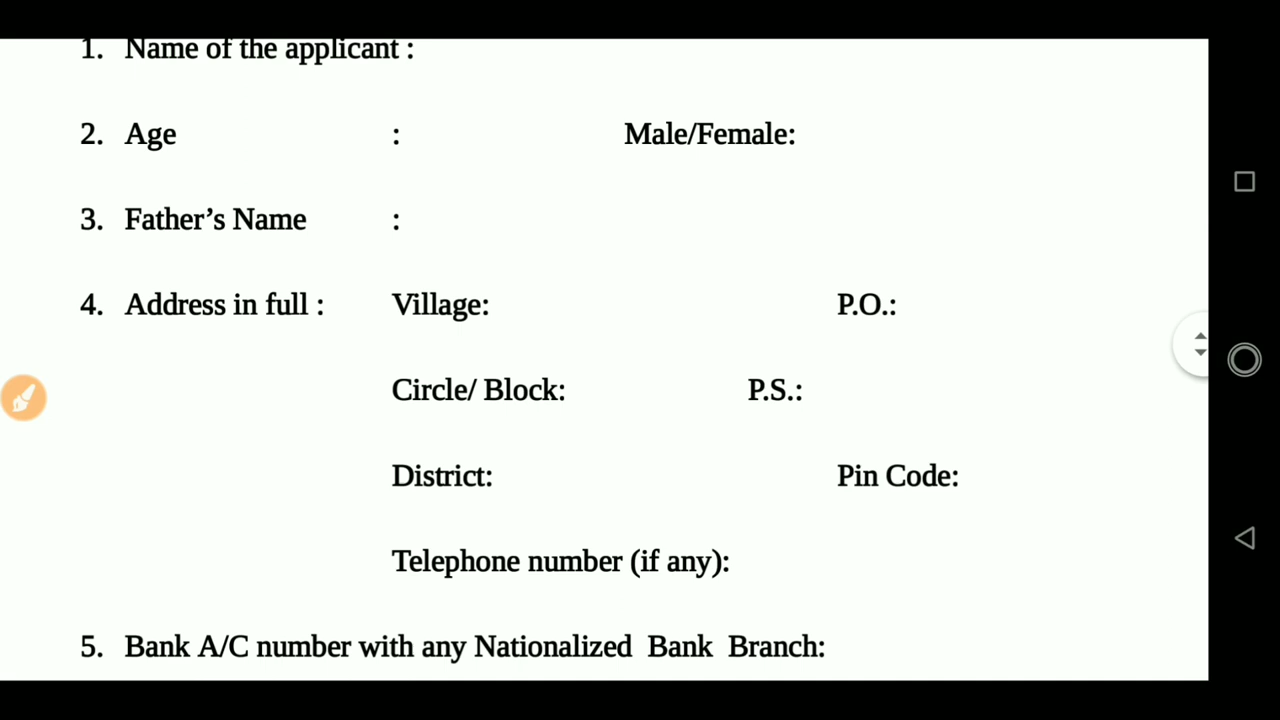 1. Name of the applicant :
2. Age : Male/Female:
3. Father’s Name :
4. Address in full : Village: P.O.:
Circle/ Block: P.S.:
District: Pin Code:
Telephone number (if any):
5. Bank A/C number with any Nationalized Bank Branch: